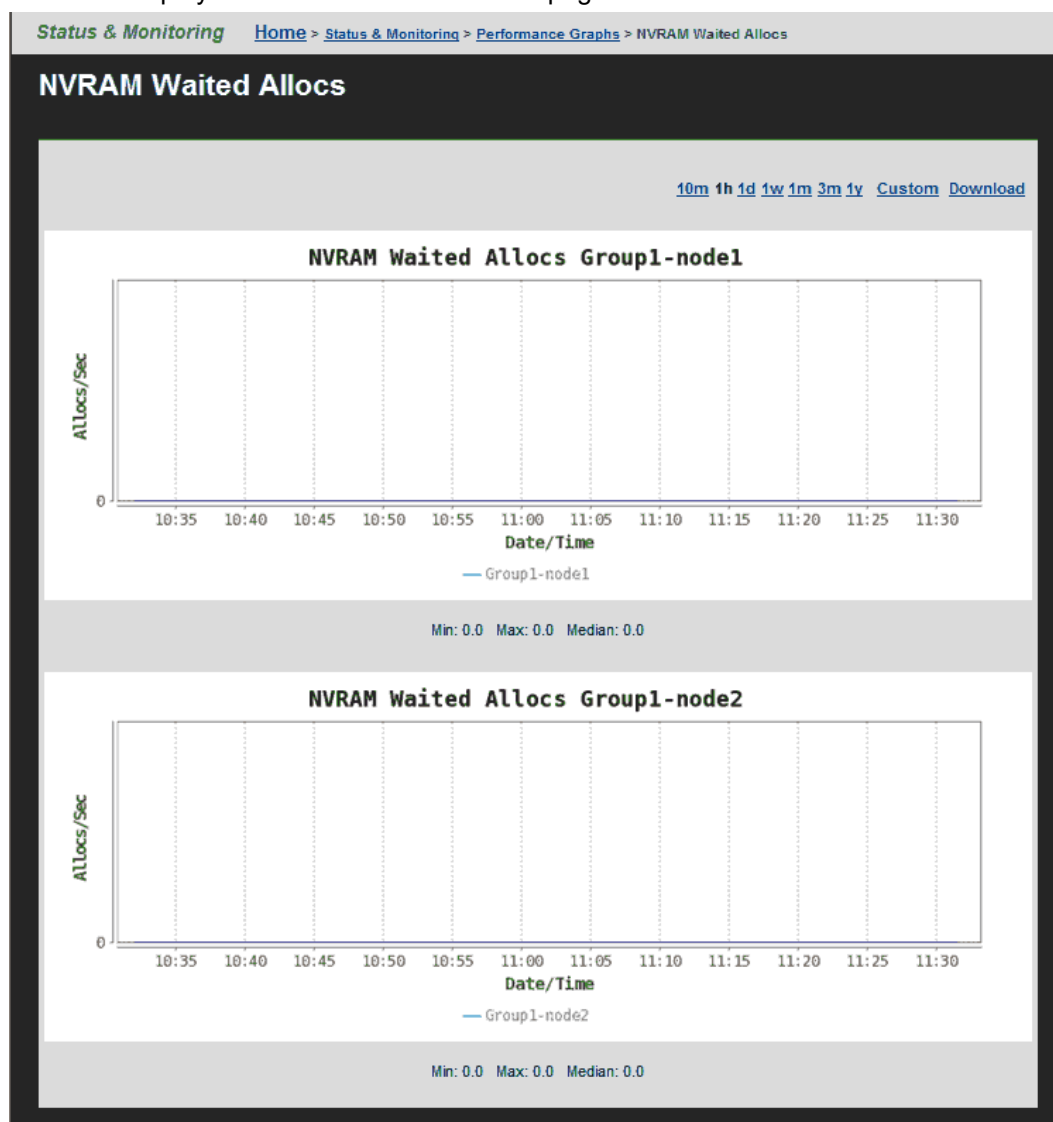 Status & Monitoring Home > Status & Monitoring > Performance Graphs > NVRAM Waited Allocs
NVRAM Waited Allocs
10m 1h 1d 1w 1m 3m 1y Custom Download
NVRAM Waited Allocs Group1-node1
Allocs/Sec
0
10:35 10:40 10:45 10:50 10:55 11:00 11:05 11:10 11:15 11:20 11:25 11:30
Date/Time
Group1-node1
Min: 0.0 Max: 0.0 Median: 0.0
NVRAM Waited Allocs Group1-node2
Allocs/Sec
0
10:35 10:40 10:45 10:50 10:55 11:00 11:05 11:10 11:15 11:20 11:25 11:30
Date/Time
Group1-node2
Min: 0.0 Max: 0.0 Median: 0.0